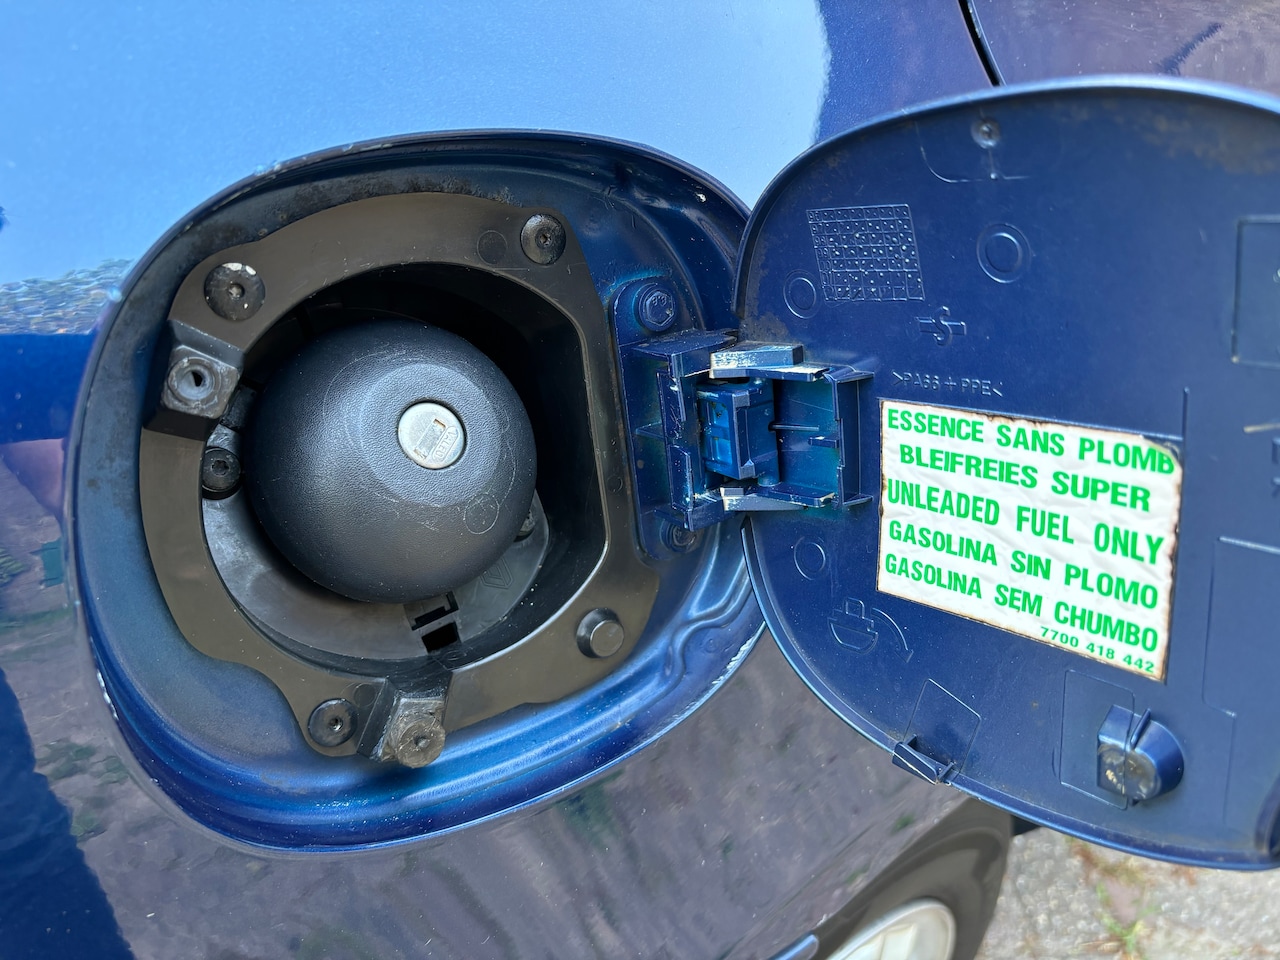 >PA66+PPE<
ESSENCE SANS PLOMB
BLEIFREIES SUPER
UNLEADED FUEL ONLY
GASOLINA SIN PLOMO
GASOLINA SEM CHUMBO
7700 418 442